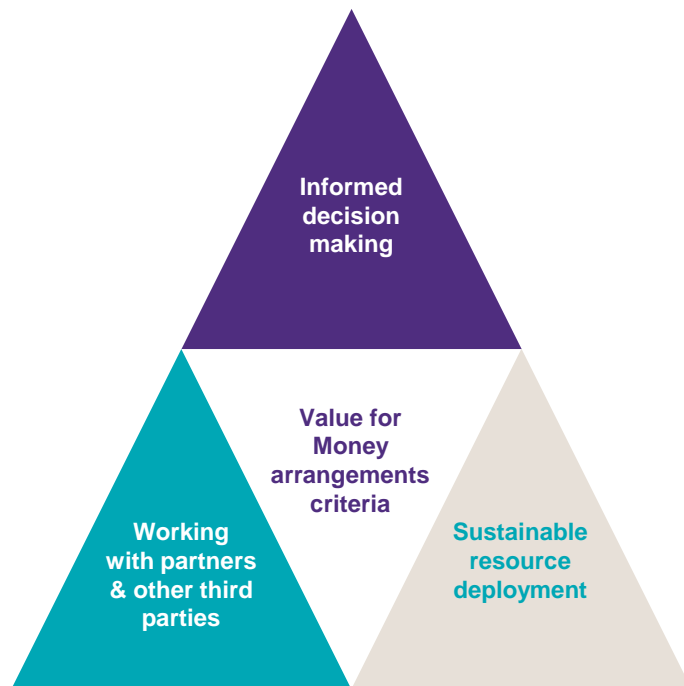 Informed
decision
making
Value for
Money
arrangements
criteria
Working
with partners
& other third
parties
Sustainable
resource
deployment